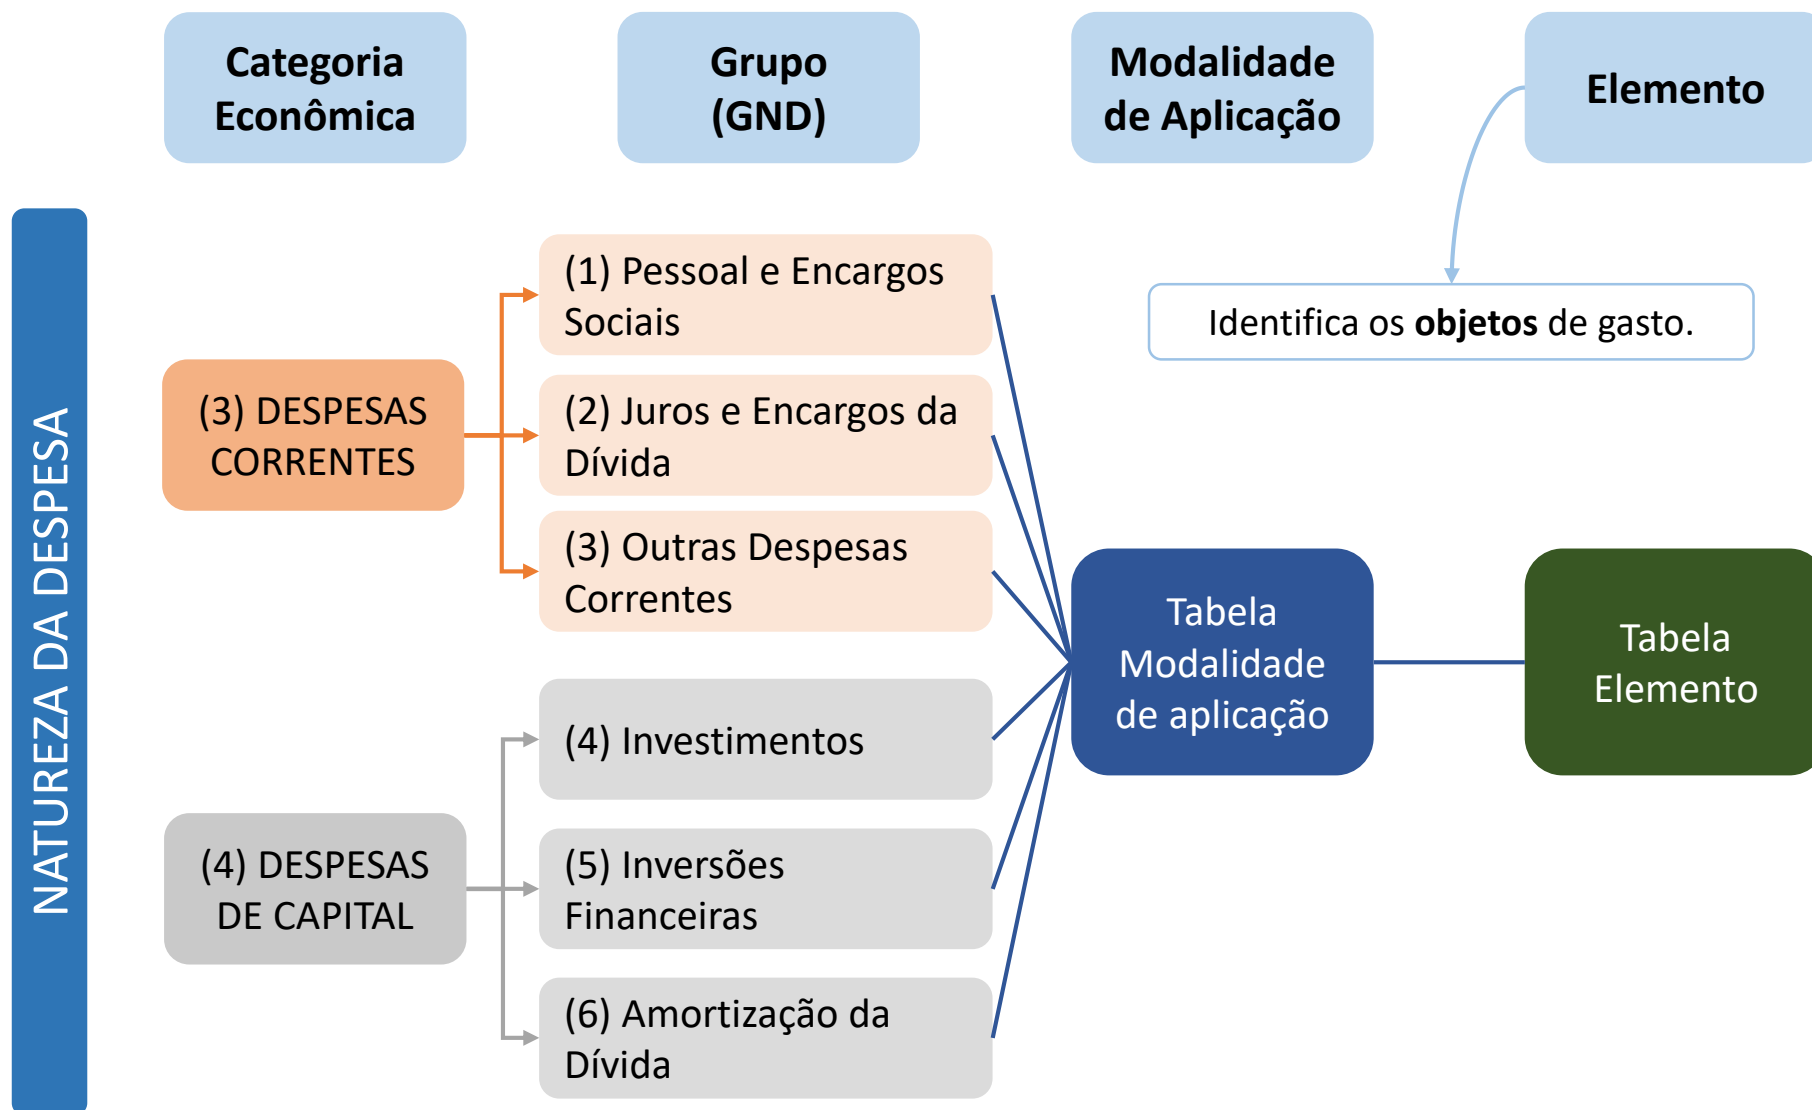 Categoria
Econômica
Grupo
(GND)
Modalidade
de Aplicação
Elemento
Identifica os objetos de gasto.
NATUREZA DA DESPESA
(3) DESPESAS
CORRENTES
(1) Pessoal e Encargos
Sociais
(2) Juros e Encargos da
Dívida
(3) Outras Despesas
Correntes
(4) DESPESAS
DE CAPITAL
(4) Investimentos
(5) Inversões
Financeiras
(6) Amortização da
Dívida
Tabela
Modalidade
de aplicação
Tabela
Elemento